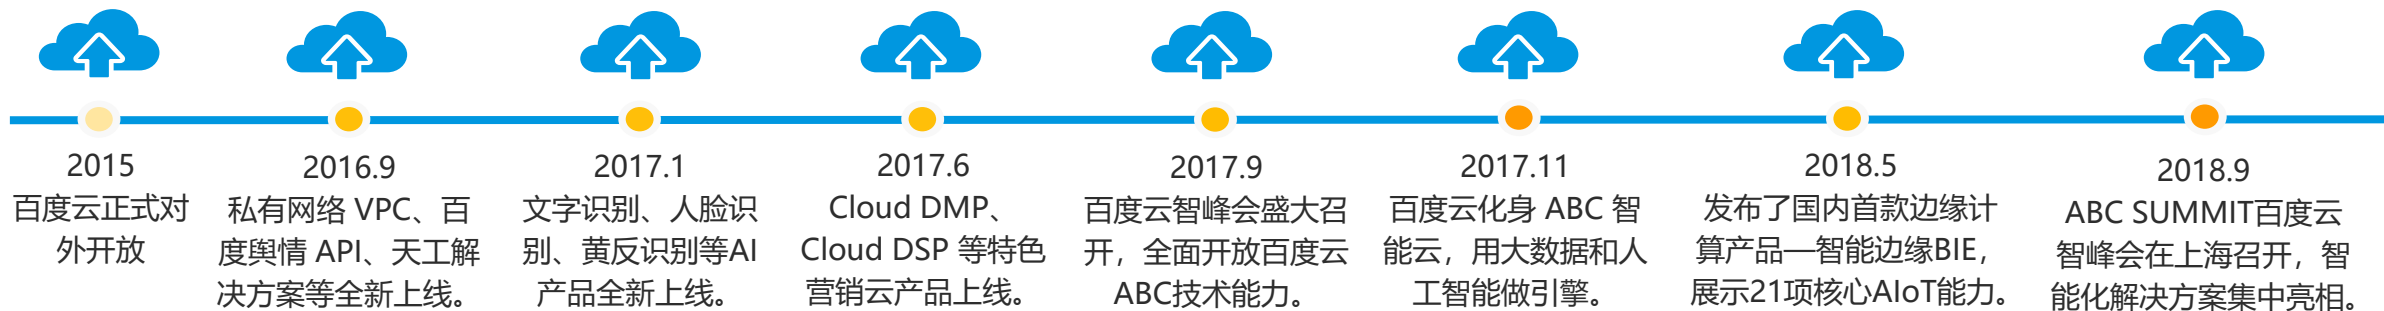 2015
百度云正式对
外开放
2016.9
私有网络 VPC、百
度舆情 API、天工解
决方案等全新上线。
2017.1
文字识别、人脸识
别、黄反识别等AI
产品全新上线。
2017.6
Cloud DMP、
Cloud DSP 等特色
营销云产品上线。
2017.9
百度云智峰会盛大召
开，全面开放百度云
ABC技术能力。
2017.11
百度云化身 ABC 智
能云，用大数据和人
工智能做引擎。
2018.5
发布了国内首款边缘计
算产品—智能边缘BIE，
展示21项核心AIoT能力。
2018.9
ABC SUMMIT百度云
智峰会在上海召开，智
能化解决方案集中亮相。